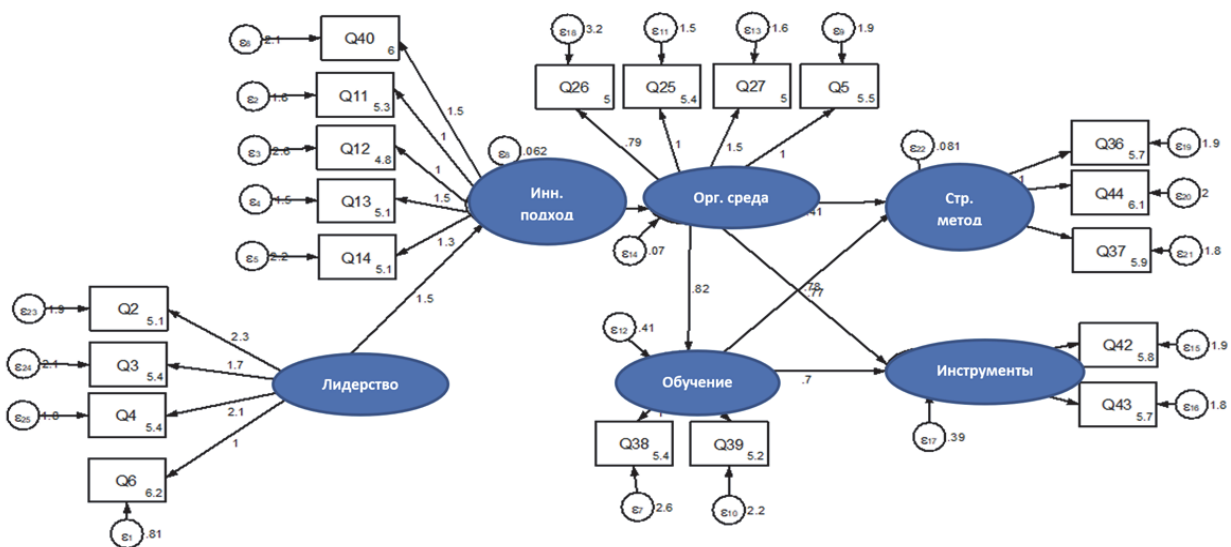 ε₆ 2.1
Q40
6
ε₂ 1.6
Q11
5.3
ε₃ 2.6
Q12
4.8
ε₄ 1.5
Q13
5.1
ε₅ 2.2
Q14
5.1
1.5
1
1
1.5
1.3
ε₈ .062
Инн.
подход
ε₁₈ 3.2
Q26
5
ε₁₁ 1.5
Q25
5.4
ε₁₃ 1.6
Q27
5
ε₉ 1.9
Q5
5.5
.79
1
1.5
1
Орг. среда
ε₁₄ .07
.41
ε₂₂ .081
Стр.
метод
Q36
5.7
ε₁₉ 1.9
1
Q44
6.1
ε₂₀ 2
Q37
5.9
ε₂₁ 1.8
ε₂₃ 1.9
Q2
5.1
ε₂₄ 2.1
Q3
5.4
ε₂₅ 1.8
Q4
5.4
Q6
6.2
ε₁ .81
2.3
1.7
2.1
1
Лидерство
1.5
.82
.78
.77
ε₁₂ .41
Обучение
.7
Q38
5.4
Q39
5.2
ε₇ 2.6
ε₁₀ 2.2
Инструменты
ε₁₇ .39
Q42
5.8
ε₁₅ 1.9
Q43
5.7
ε₁₆ 1.8